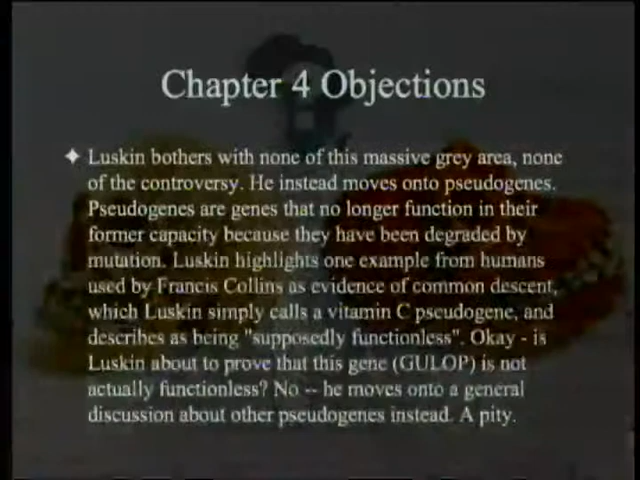 Chapter 4 Objections
Luskin bothers with none of this massive grey area, none
of the controversy. He instead moves onto pseudogenes.
Pseudogenes are genes that no longer function in their
former capacity because they have been degraded by
mutation. Luskin highlights one example from humans
used by Francis Collins as evidence of common descent,
which Luskin simply calls a vitamin C pseudogene, and
describes as being "supposedly functionless". Okay - is
Luskin about to prove that this gene (GULOP) is not
actually functionless? No -- he moves onto a general
discussion about other pseudogenes instead. A pity.